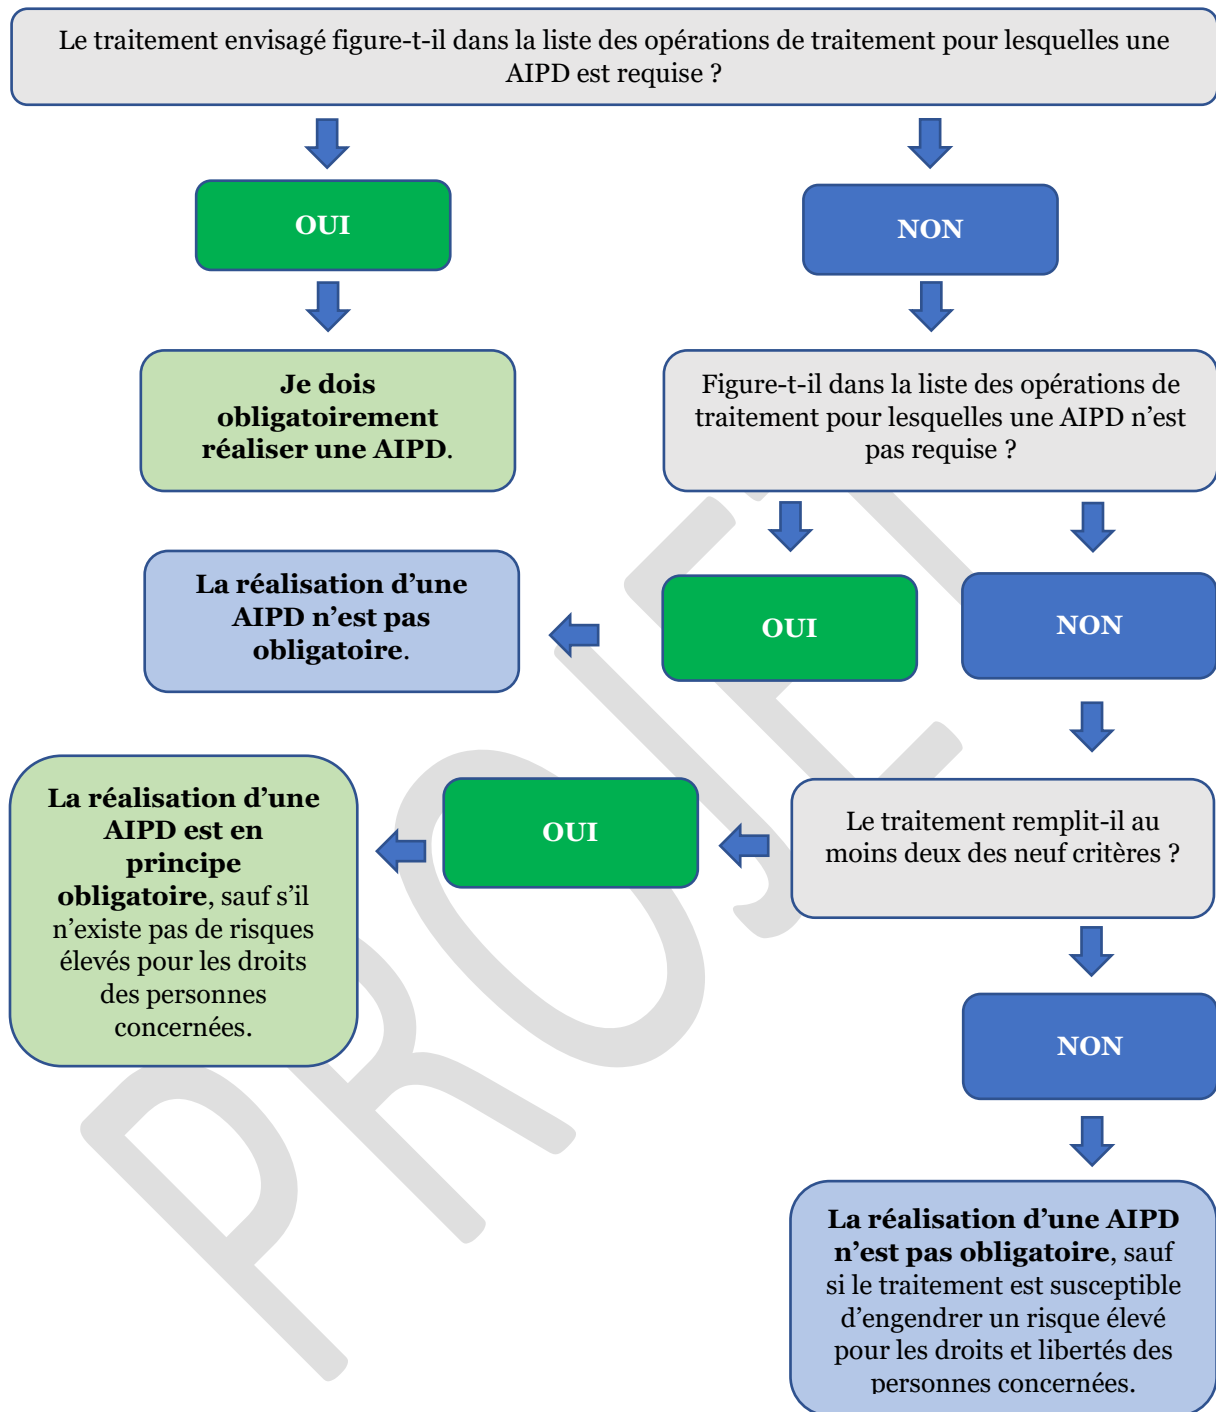 Le traitement envisagé figure-t-il dans la liste des opérations de traitement pour lesquelles une
AIPD est requise ?
OUI
NON
Je dois
obligatoirement
réaliser une AIPD.
Figure-t-il dans la liste des opérations de
traitement pour lesquelles une AIPD n’est
pas requise ?
La réalisation d’une
AIPD n’est pas
obligatoire.
OUI
NON
La réalisation d’une
AIPD est en
principe
obligatoire, sauf s’il
n’existe pas de risques
élevés pour les droits
des personnes
concernées.
OUI
Le traitement remplit-il au
moins deux des neuf critères ?
NON
La réalisation d’une AIPD
n’est pas obligatoire, sauf
si le traitement est susceptible
d’engendrer un risque élevé
pour les droits et libertés des
personnes concernées.
PROJET